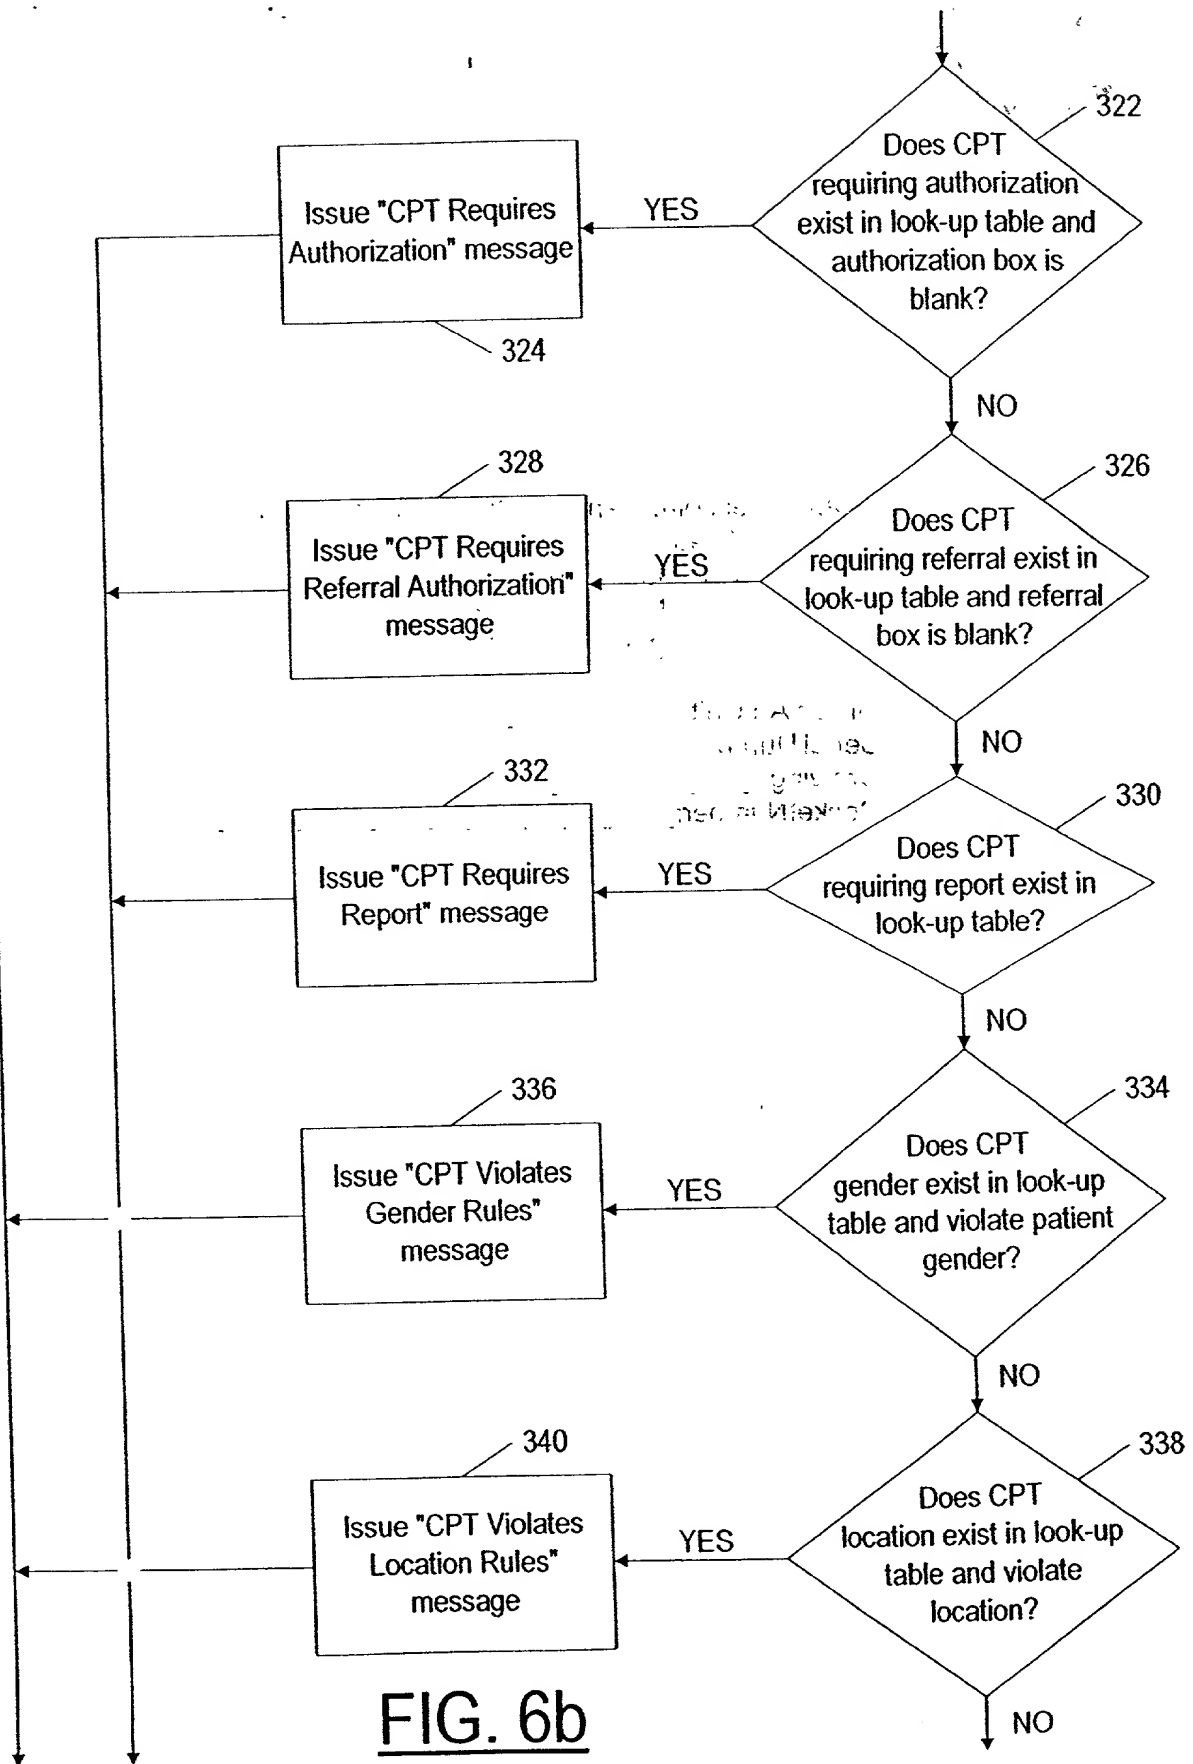 322
Does CPT
requiring authorization
exist in look-up table and
authorization box is
blank?
YES
Issue "CPT Requires
Authorization" message
324
NO
328
326
Does CPT
requiring referral exist in
look-up table and referral
box is blank?
YES
Issue "CPT Requires
Referral Authorization"
message
NO
332
330
Does CPT
requiring report exist in
look-up table?
YES
Issue "CPT Requires
Report" message
NO
336
334
Does CPT
gender exist in look-up
table and violate patient
gender?
YES
Issue "CPT Violates
Gender Rules"
message
NO
340
338
Does CPT
location exist in look-up
table and violate
location?
YES
Issue "CPT Violates
Location Rules"
message
NO
FIG. 6b